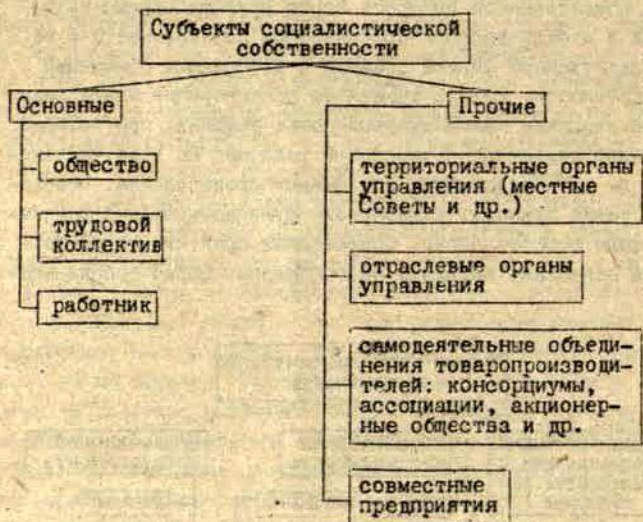 Субъекты социалистической
собственности
Основные
общество
трудовой
коллектив
работник
Прочие
территориальные органы
управления (местные
Советы и др.)
отраслевые органы
управления
самодеятельные объеди-
нения товаропроизводи-
телей: консорциумы,
ассоциации, акционер-
ные общества и др.
совместные
предприятия